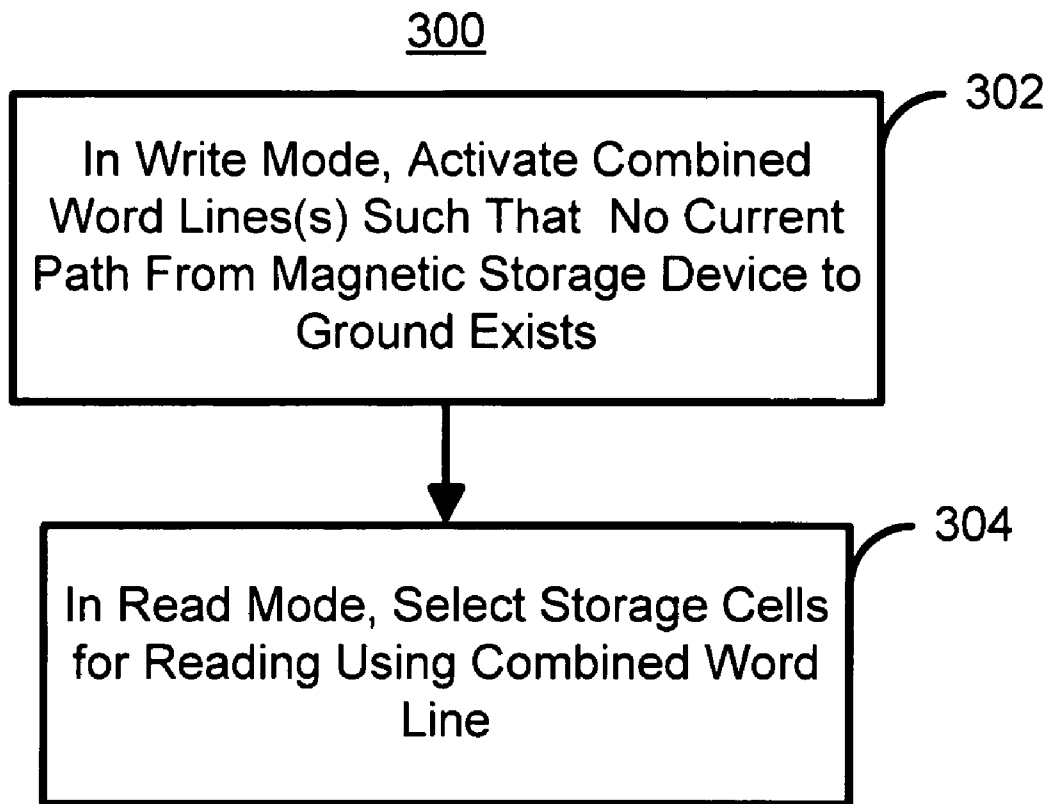 300
302
In Write Mode, Activate Combined
Word Lines(s) Such That No Current
Path From Magnetic Storage Device to
Ground Exists
304
In Read Mode, Select Storage Cells
for Reading Using Combined Word
Line